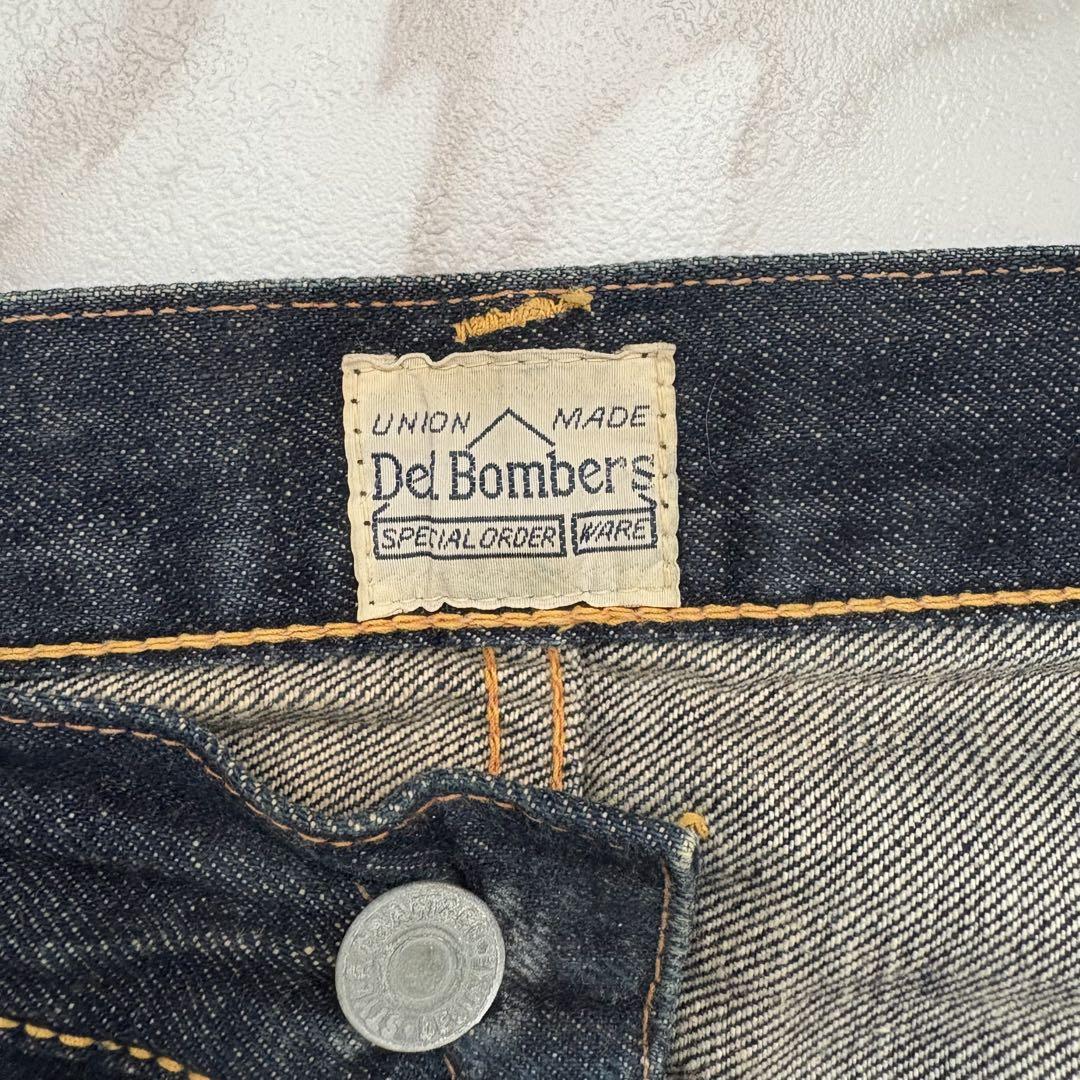 UNION MADE
Del Bombers
SPECIAL ORDER WARE